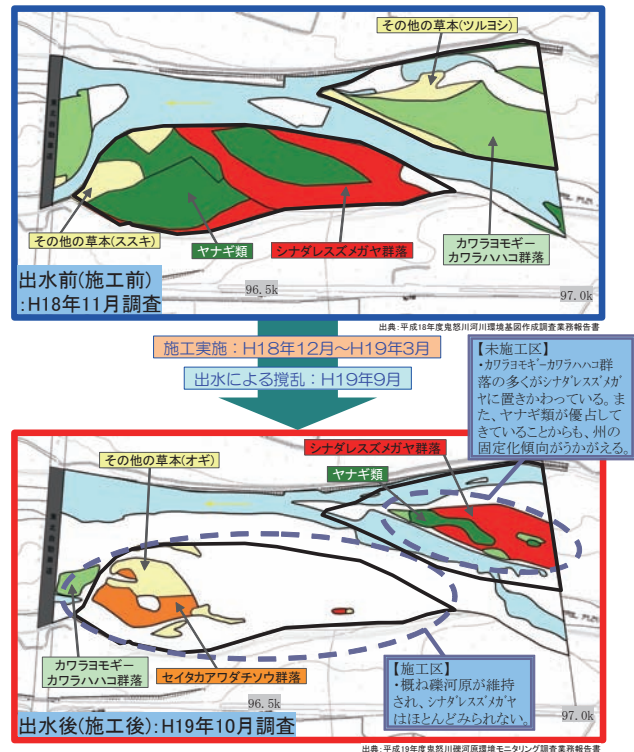 その他の草本(ツルヨシ)
東北自動車道
その他の草本(ススキ)
ヤナギ類
シナダレスズメガヤ群落
カワラヨモギー
カワラハハコ群落
出水前(施工前)
:H18年11月調査
96.5k
97.0k
出典:平成18年度鬼怒川河川環境基図作成調査業務報告書
施工実施:H18年12月~H19年3月
出水による攪乱:H19年9月
【未施工区】
・カワラヨモギーカワラハハコ群
落の多くがシナダレスズメガ
ヤに置きかわっている。ま
た、ヤナギ類が優占して
きていることからも、州の
固定化傾向がうかがえる。
その他の草本(オギ)
シナダレスズメガヤ群落
ヤナギ類
東北自動車道
カワラヨモギー
カワラハハコ群落
セイタカアワダチソウ群落
【施工区】
・概ね礫河原が維持
され、シナダレスズメガヤ
はほとんどみられない。
96.5k
97.0k
出水後(施工後):H19年10月調査
出典:平成19年度鬼怒川礫河原環境モニタリング調査業務報告書